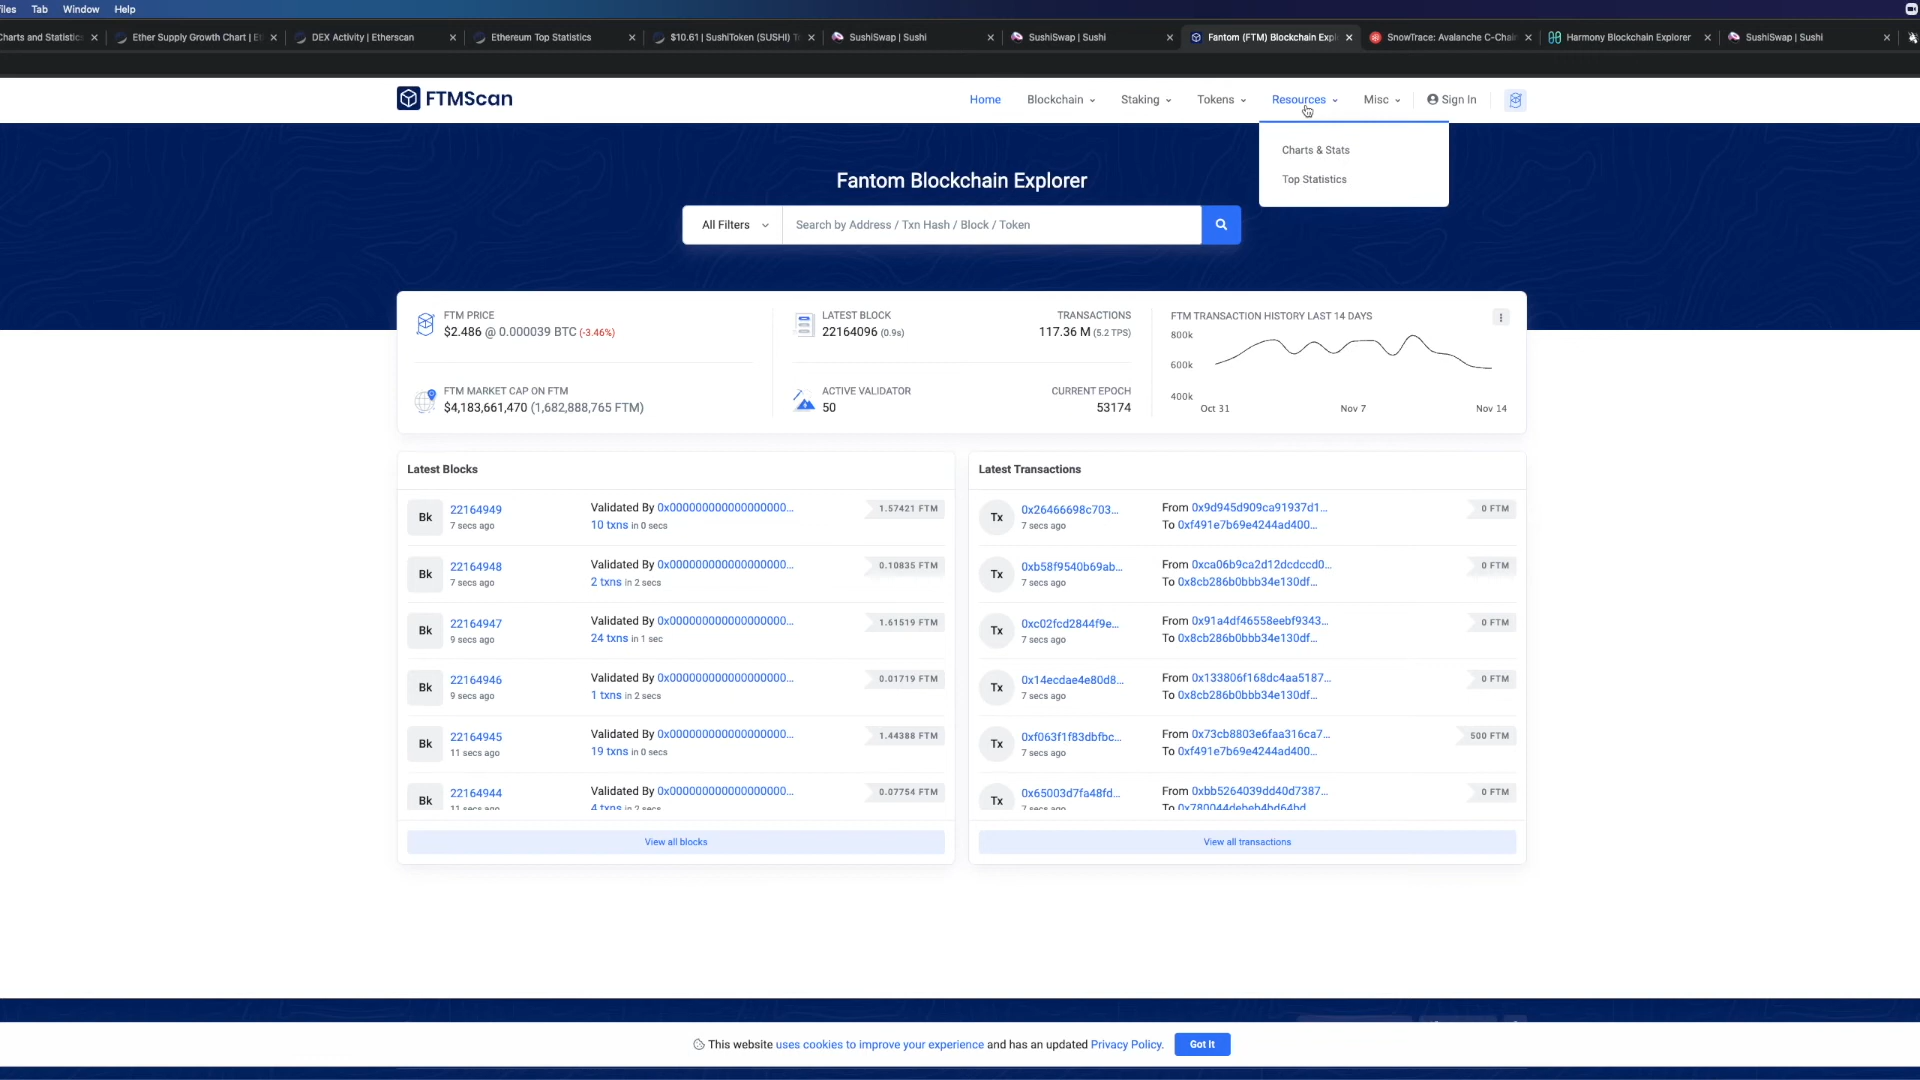 iles Tab Window Help
Charts and Statistic
Ether Supply Growth Chart | Et
DEX Activity | Etherscan
Ethereum Top Statistics
$10.61 | SushiToken (SUSHI) T
SushiSwap | Sushi
SushiSwap | Sushi
Fantom (FTM) Blockchain Expl
SnowTrace: Avalanche C-Chain
Harmony Blockchain Explorer
SushiSwap | Sushi
FTMScan
Home
Blockchain
Staking
Tokens
Resources
Misc
Sign In
Charts & Stats
Top Statistics
Fantom Blockchain Explorer
All Filters
Search by Address / Txn Hash / Block / Token
FTM PRICE
$2.486 @ 0.000039 BTC (-3.46%)
FTM MARKET CAP ON FTM
$4,183,661,470 (1,682,888,765 FTM)
LATEST BLOCK
22164096 (0.9s)
TRANSACTIONS
117.36 M (5.2 TPS)
ACTIVE VALIDATOR
50
CURRENT EPOCH
53174
FTM TRANSACTION HISTORY LAST 14 DAYS
800k
600k
400k
Oct 31
Nov 7
Nov 14
Latest Blocks
Bk
22164949
7 secs ago
Validated By 0x000000000000000000...
10 txns in 0 secs
1.57421 FTM
Bk
22164948
7 secs ago
Validated By 0x000000000000000000...
2 txns in 2 secs
0.10835 FTM
Bk
22164947
9 secs ago
Validated By 0x000000000000000000...
24 txns in 1 sec
1.61519 FTM
Bk
22164946
9 secs ago
Validated By 0x000000000000000000...
1 txns in 2 secs
0.01719 FTM
Bk
22164945
11 secs ago
Validated By 0x000000000000000000...
19 txns in 0 secs
1.44388 FTM
Bk
22164944
11 secs ago
Validated By 0x000000000000000000...
4 txns in 2 secs
0.07754 FTM
View all blocks
Latest Transactions
Tx
0x26466698c703...
7 secs ago
From 0x9d945d909ca91937d1...
To 0xf491e7b69e4244ad400...
0 FTM
Tx
0xb58f9540b69ab...
7 secs ago
From 0xca06b9ca2d12dcdccd0...
To 0x8cb286b0bbb34e130df...
0 FTM
Tx
0xc02fcd2844f9e...
7 secs ago
From 0x91a4df46558eebf9343...
To 0x8cb286b0bbb34e130df...
0 FTM
Tx
0x14ecdae4e80d8...
7 secs ago
From 0x133806f168dc4aa5187...
To 0x8cb286b0bbb34e130df...
0 FTM
Tx
0xf063f1f83dbfbc...
7 secs ago
From 0x73cb8803e6faa316ca7...
To 0xf491e7b69e4244ad400...
500 FTM
Tx
0x65003d7fa48fd...
7 secs ago
From 0xbb5264039dd40d7387...
To 0x780044debeb4bd64bd
0 FTM
View all transactions
This website uses cookies to improve your experience and has an updated Privacy Policy.
Got It